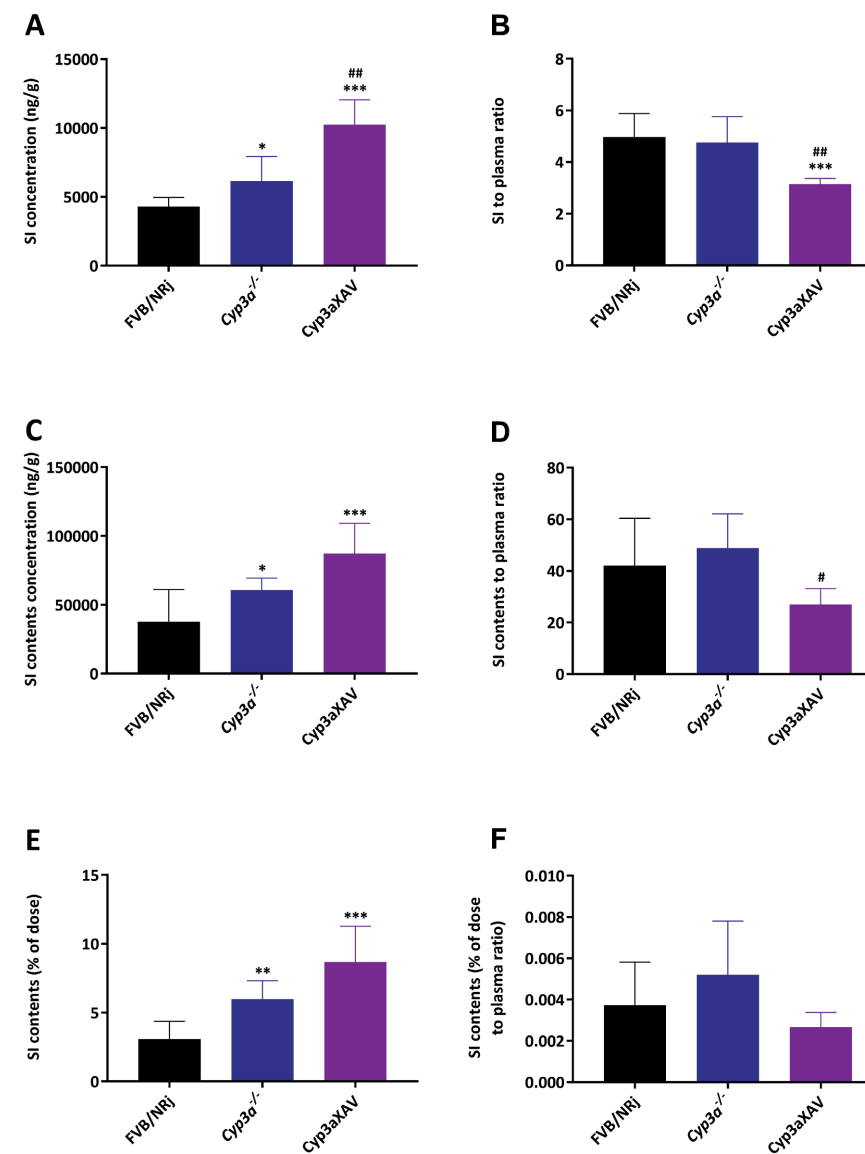 A
SI concentration (ng/g)
15000
10000
5000
0
*
##
***
FVB/NRj
Cyp3a-/-
Cyp3aXAV
B
SI to plasma ratio
8
6
4
2
0
##
***
FVB/NRj
Cyp3a-/-
Cyp3aXAV
C
SI contents concentration (ng/g)
150000
100000
50000
0
*
***
FVB/NRj
Cyp3a-/-
Cyp3aXAV
D
SI contents to plasma ratio
80
60
40
20
0
#
FVB/NRj
Cyp3a-/-
Cyp3aXAV
E
SI contents (% of dose)
15
10
5
0
**
***
FVB/NRj
Cyp3a-/-
Cyp3aXAV
F
SI contents (% of dose
to plasma ratio)
0.010
0.008
0.006
0.004
0.002
0.000
FVB/NRj
Cyp3a-/-
Cyp3aXAV